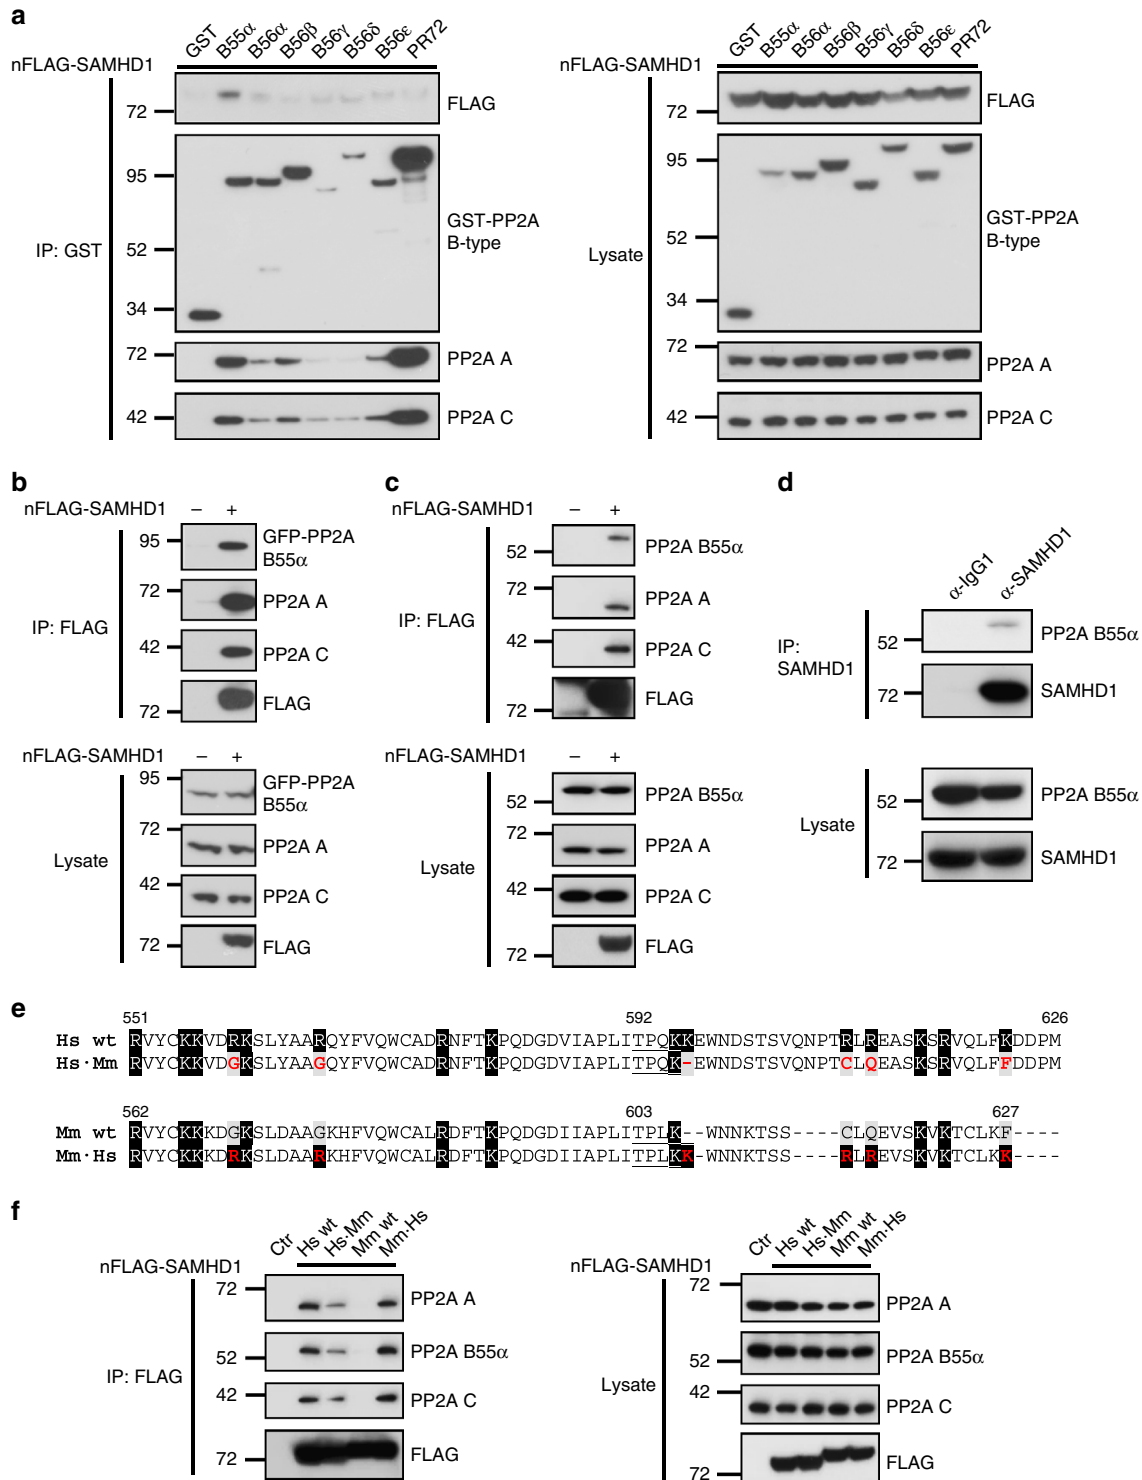 a
GST B55α B56α B56β B56γ B56δ B56ε PR72
nFLAG-SAMHD1
72
FLAG
95
52
34
GST-PP2A
B-type
IP: GST
72
PP2A A
42
PP2A C
GST B55α B56α B56β B56γ B56δ B56ε PR72
nFLAG-SAMHD1
72
FLAG
95
52
34
GST-PP2A
B-type
Lysate
72
PP2A A
42
PP2A C
b
nFLAG-SAMHD1 – +
95
GFP-PP2A
B55α
72
PP2A A
IP: FLAG
42
PP2A C
72
FLAG
nFLAG-SAMHD1 – +
95
GFP-PP2A
B55α
72
PP2A A
Lysate
42
PP2A C
72
FLAG
c
nFLAG-SAMHD1 – +
52
PP2A B55α
72
PP2A A
IP: FLAG
42
PP2A C
72
FLAG
nFLAG-SAMHD1 – +
52
PP2A B55α
72
PP2A A
Lysate
42
PP2A C
72
FLAG
d
α-IgG1 α-SAMHD1
52
PP2A B55α
IP:
SAMHD1
72
SAMHD1
52
PP2A B55α
Lysate
72
SAMHD1
e
551 592 626
Hs wt RVYCKKVDRKSLYAARQYFVQWCADRNFTKPQDGDVIAPLITPQKKEWNDSTSVQNPTRLREASKSRVQLFKDDPM
Hs·Mm RVYCKKVDGKSLYAAGQYFVQWCADRNFTKPQDGDVIAPLITPQK-EWNDSTSVQNPTCLQEASKSRVQLFFDDPM
562 603 627
Mm wt RVYCKKKDGKSLDAAGKHFVQWCALRDFTKPQDGDIIAPLITPLK--WNNKTSS----CLQEVSKVKTCLKF----
Mm·Hs RVYCKKKDRKSLDAARKHFVQWCALRDFTKPQDGDIIAPLITPLKK-WNNKTSS----RLREVSKVKTCLKK----
f
Ctr Hs wt Hs·Mm Mm wt Mm·Hs
nFLAG-SAMHD1
72
PP2A A
52
PP2A B55α
IP: FLAG
42
PP2A C
72
FLAG
Ctr Hs wt Hs·Mm Mm wt Mm·Hs
nFLAG-SAMHD1
72
PP2A A
52
PP2A B55α
Lysate
42
PP2A C
72
FLAG